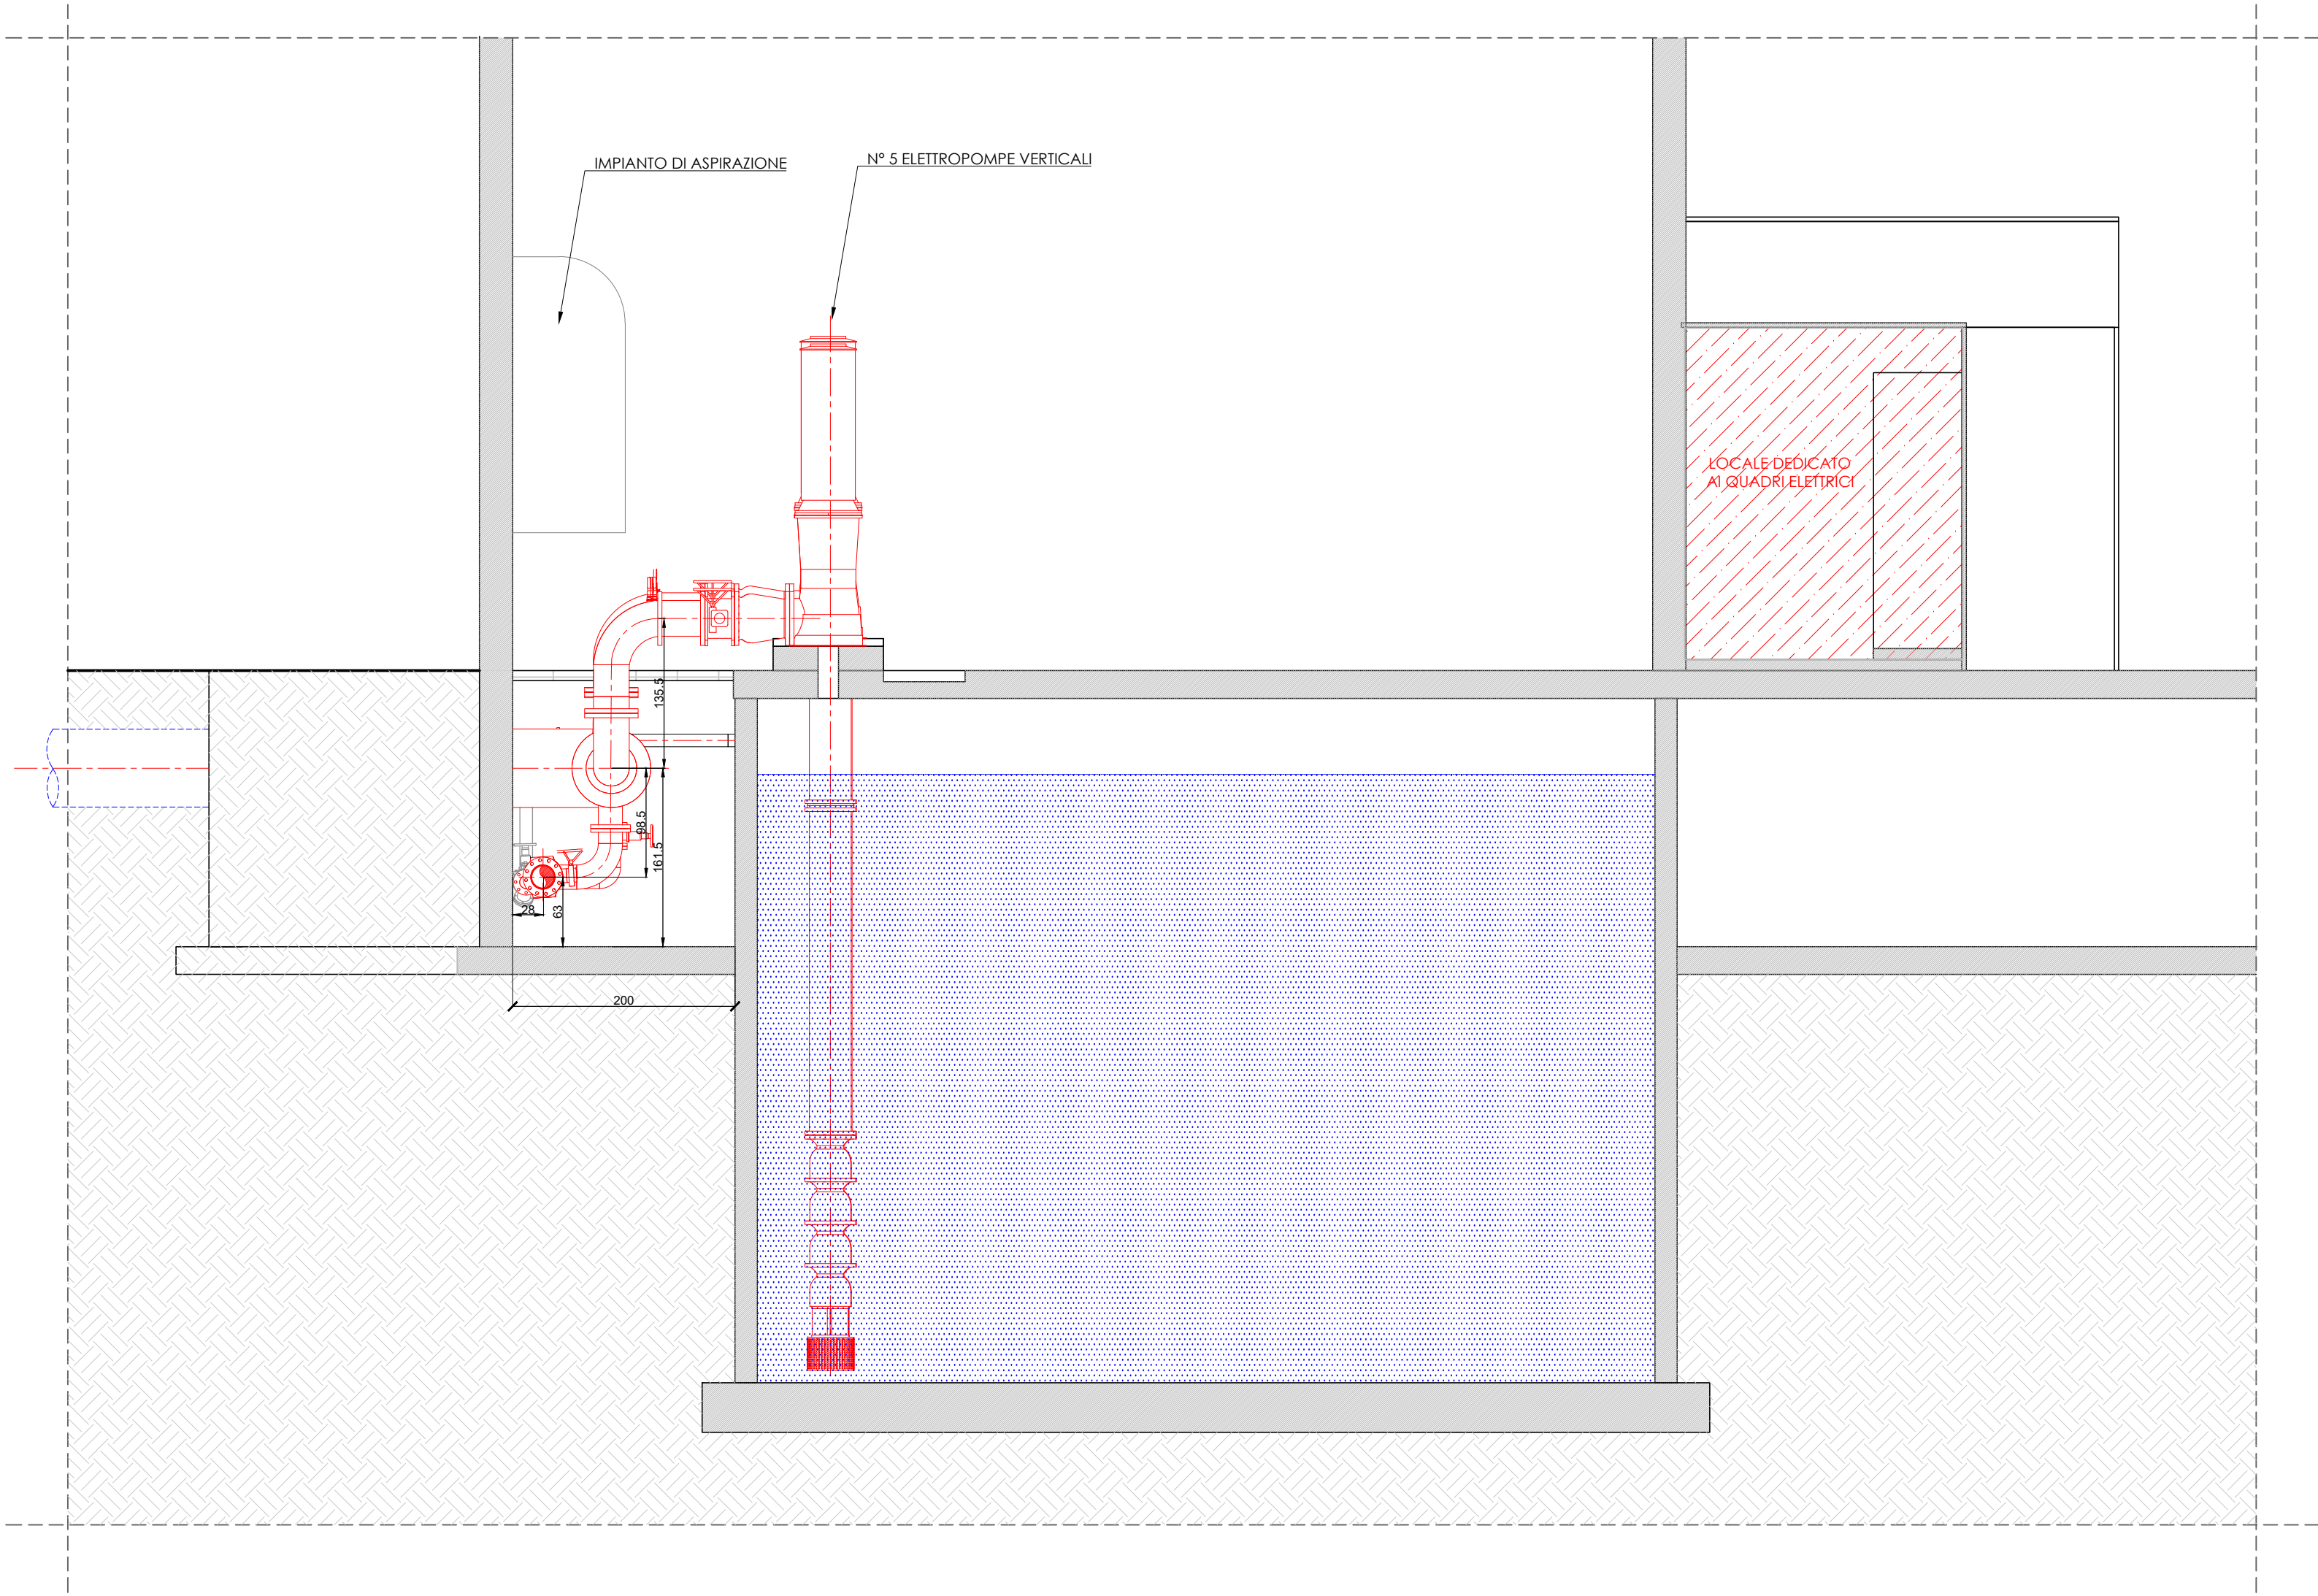 IMPIANTO DI ASPIRAZIONE
N° 5 ELETTROPOMPE VERTICALI
LOCALE DEDICATO
AI QUADRI ELETTRICI
135.5
98.5
161.5
28
63
200